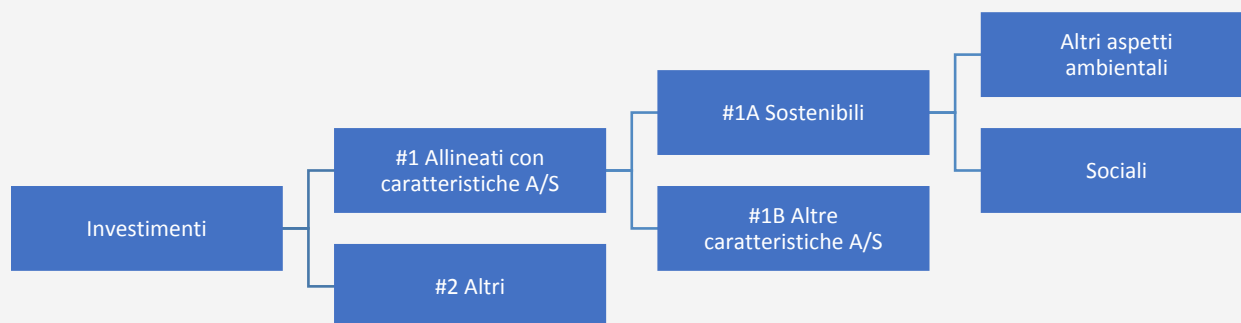 Altri aspetti
ambientali
#1A Sostenibili
#1 Allineati con
caratteristiche A/S
Sociali
Investimenti
#1B Altre
caratteristiche A/S
#2 Altri